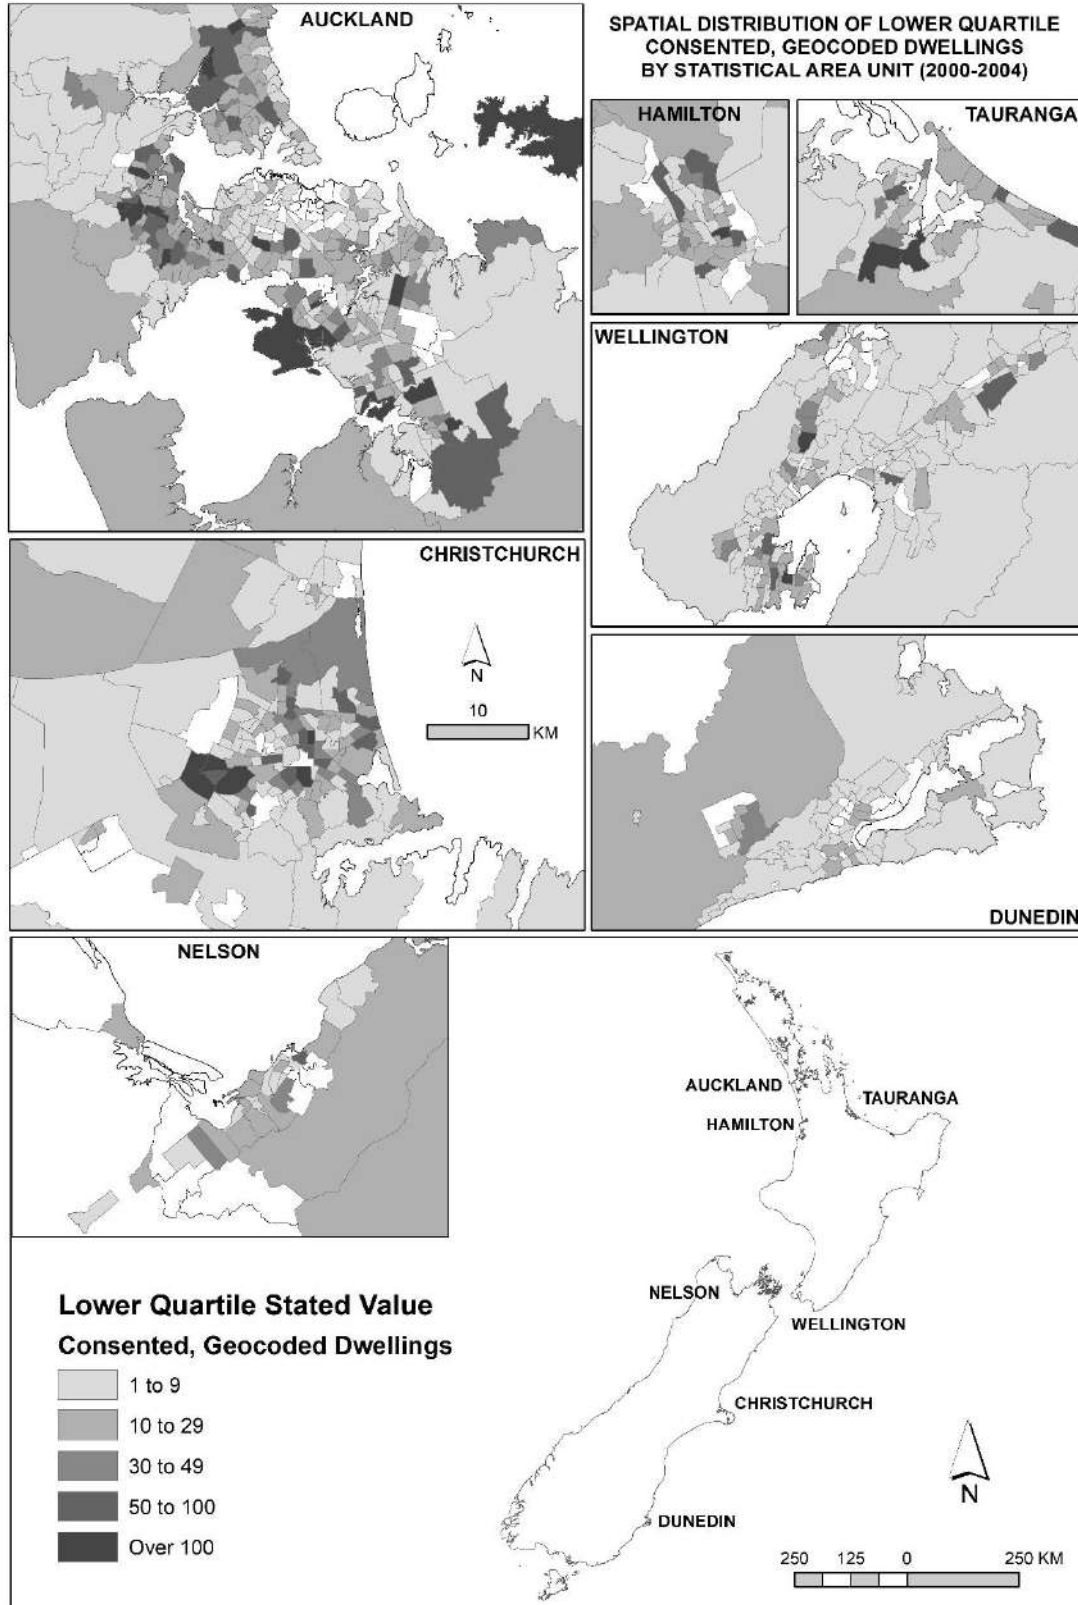 AUCKLAND
SPATIAL DISTRIBUTION OF LOWER QUARTILE
CONSENTED, GEOCODED DWELLINGS
BY STATISTICAL AREA UNIT (2000-2004)
HAMILTON
TAURANGA
WELLINGTON
CHRISTCHURCH
N
10
KM
DUNEDIN
NELSON
AUCKLAND
TAURANGA
HAMILTON
NELSON
WELLINGTON
CHRISTCHURCH
DUNEDIN
Lower Quartile Stated Value
Consented, Geocoded Dwellings
1 to 9
10 to 29
30 to 49
50 to 100
Over 100
N
250 125 0 250 KM